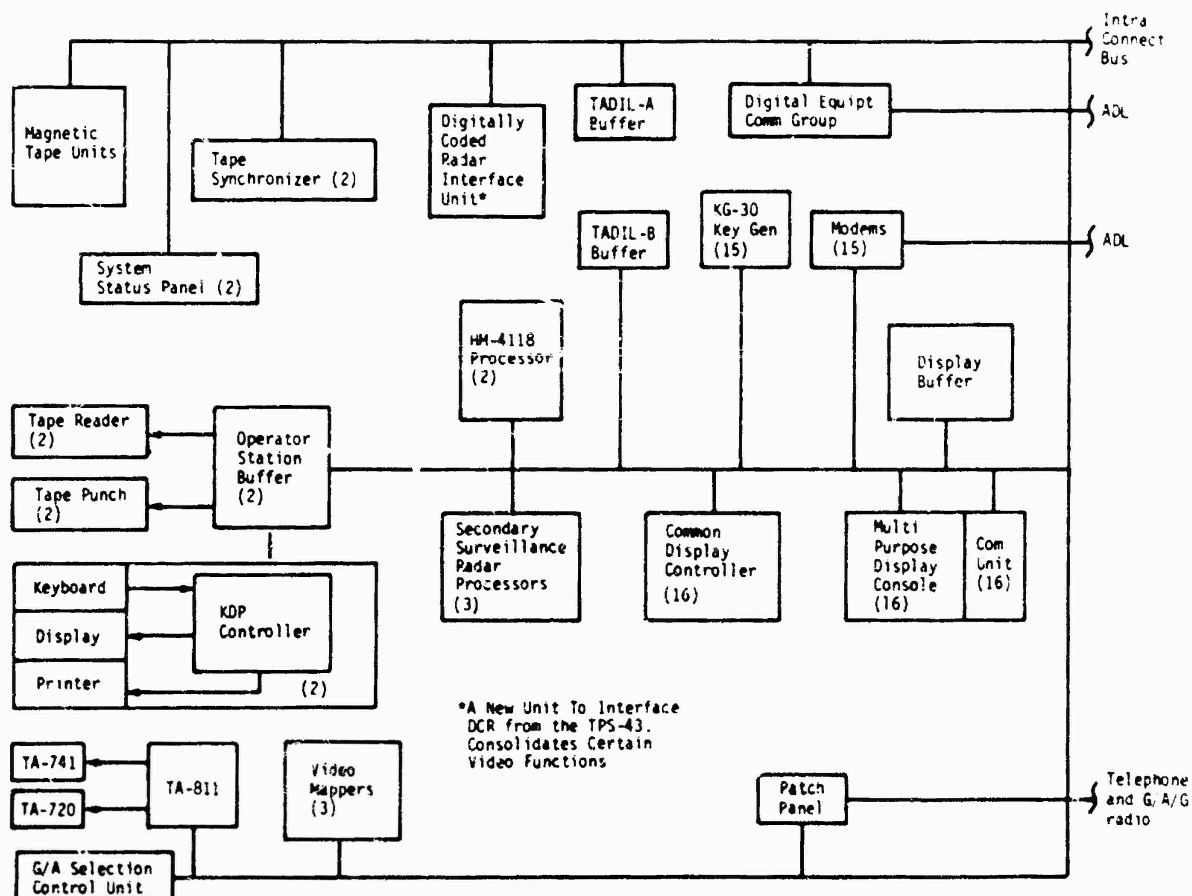 Intra
Connect
Bus
Magnetic
Tape Units
Tape
Synchronizer (2)
System
Status Panel (2)
Digitally
Coded
Radar
Interface
Unit*
TADIL-A
Buffer
Digital Equipt
Comm Group
ADL
TADIL-B
Buffer
KG-30
Key Gen
(15)
Modems
(15)
ADL
HM-4118
Processor
(2)
Display
Buffer
Tape Reader
(2)
Tape Punch
(2)
Operator
Station
Buffer
(2)
Secondary
Surveillance
Radar
Processors
(3)
Common
Display
Controller
(16)
Multi
Purpose
Display
Console
(16)
Com
Unit
(16)
Keyboard
Display
Printer
KDP
Controller
(2)
*A New Unit To Interface
DCR from the TPS-43.
Consolidates Certain
Video Functions
TA-741
TA-720
TA-811
Video
Mappers
(3)
Patch
Panel
Telephone
and G/A/G
radio
G/A Selection
Control Unit